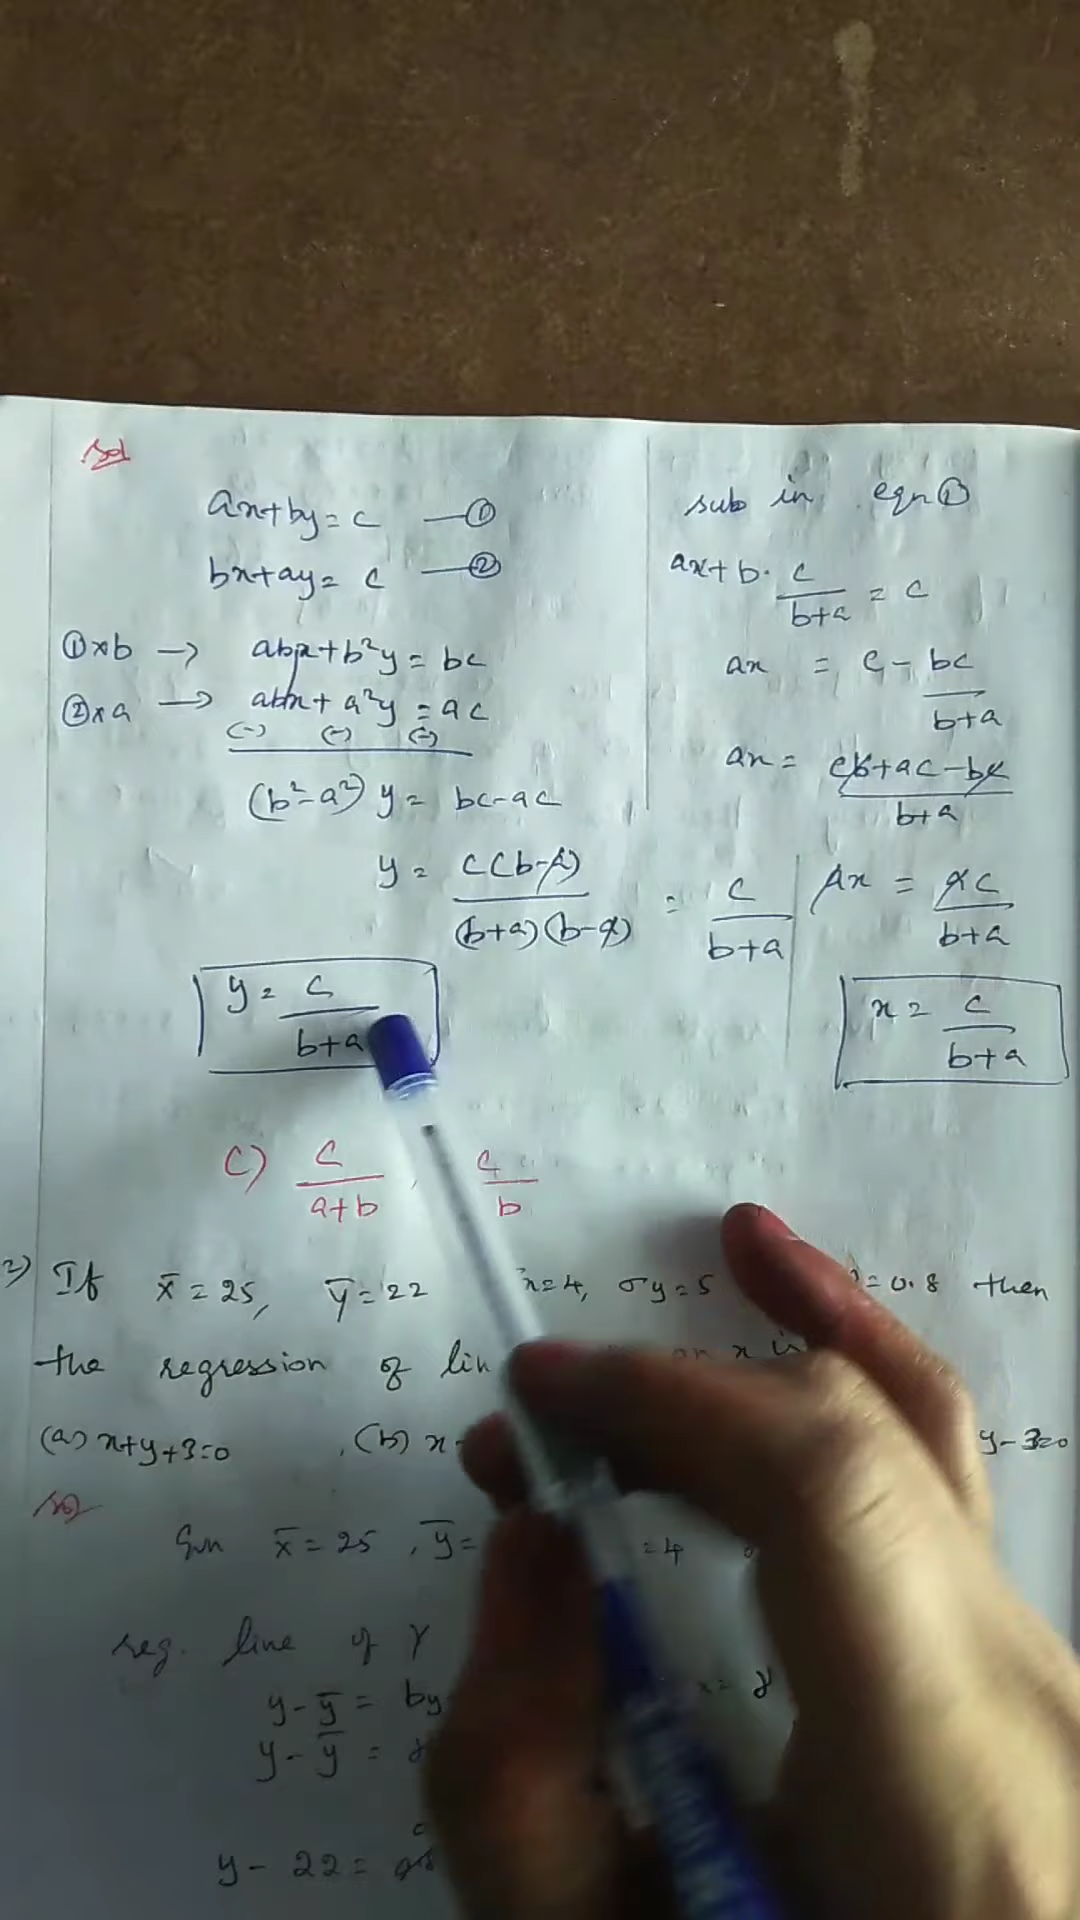 Sol
ax+by = c —①
bx+ay = c —②
①×b → abx+b²y = bc
②×a → abx+a²y = ac
(-) (-) (-)
(b²-a²) y = bc-ac
y = c(b-a)/(b+a)(b-a) = c/b+a
y = c/b+a
sub in eqn①
ax+b. c/b+a = c
ax = c - bc/b+a
ax = cb+ac-bc/b+a
ax = ac/b+a
x = c/b+a
c) c/a+b , c/b
2) If x̄ = 25, ȳ = 22 x=4, σy=5 =0.8 then
the regression of lin on x is
(a) x+y+3=0 , (b) x- y-3=0
Sol
Gvn x̄ = 25 , ȳ = =4
reg. line of Y
y-ȳ = by x = r
y-ȳ = r
y - 22 =